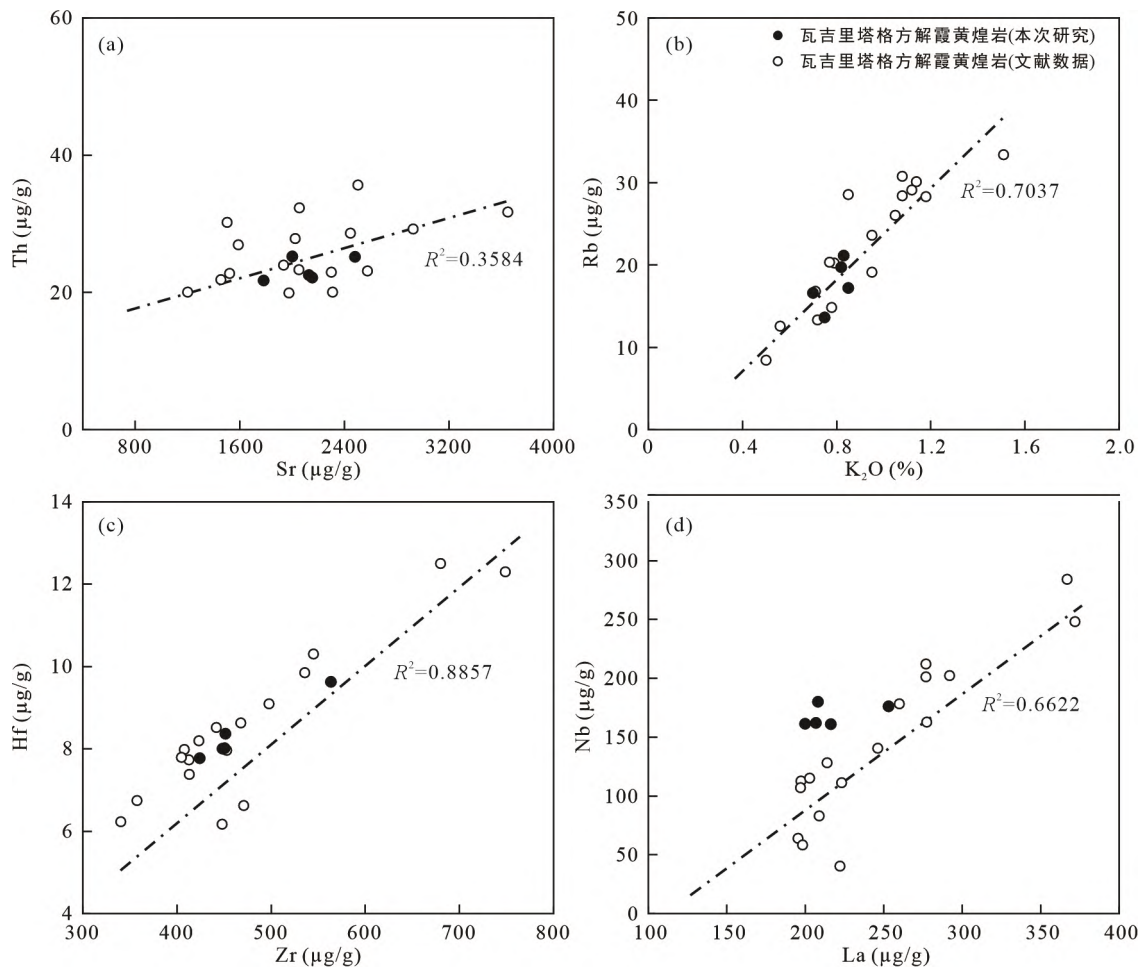 (a)
60
40
20
0
Th (μg/g)
800 1600 2400 3200 4000
Sr (μg/g)
R²=0.3584
(b)
● 瓦吉里塔格方解霞黄煌岩(本次研究)
○ 瓦吉里塔格方解霞黄煌岩(文献数据)
50
40
30
20
10
0
Rb (μg/g)
0 0.4 0.8 1.2 1.6 2.0
K₂O (%)
R²=0.7037
(c)
14
12
10
8
6
4
Hf (μg/g)
300 400 500 600 700 800
Zr (μg/g)
R²=0.8857
(d)
350
300
250
200
150
100
50
0
Nb (μg/g)
100 200 300 400
La (μg/g)
R²=0.6622